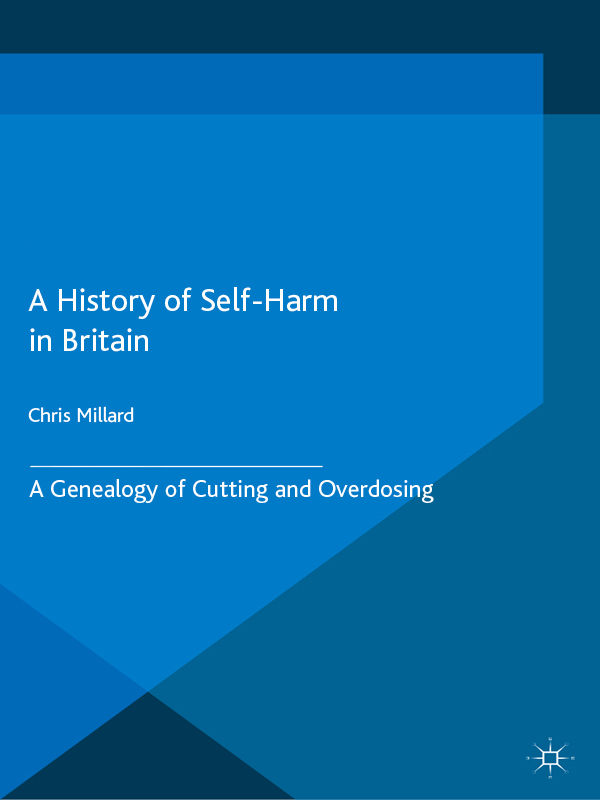 A History of Self-Harm
in Britain
Chris Millard
A Genealogy of Cutting and Overdosing